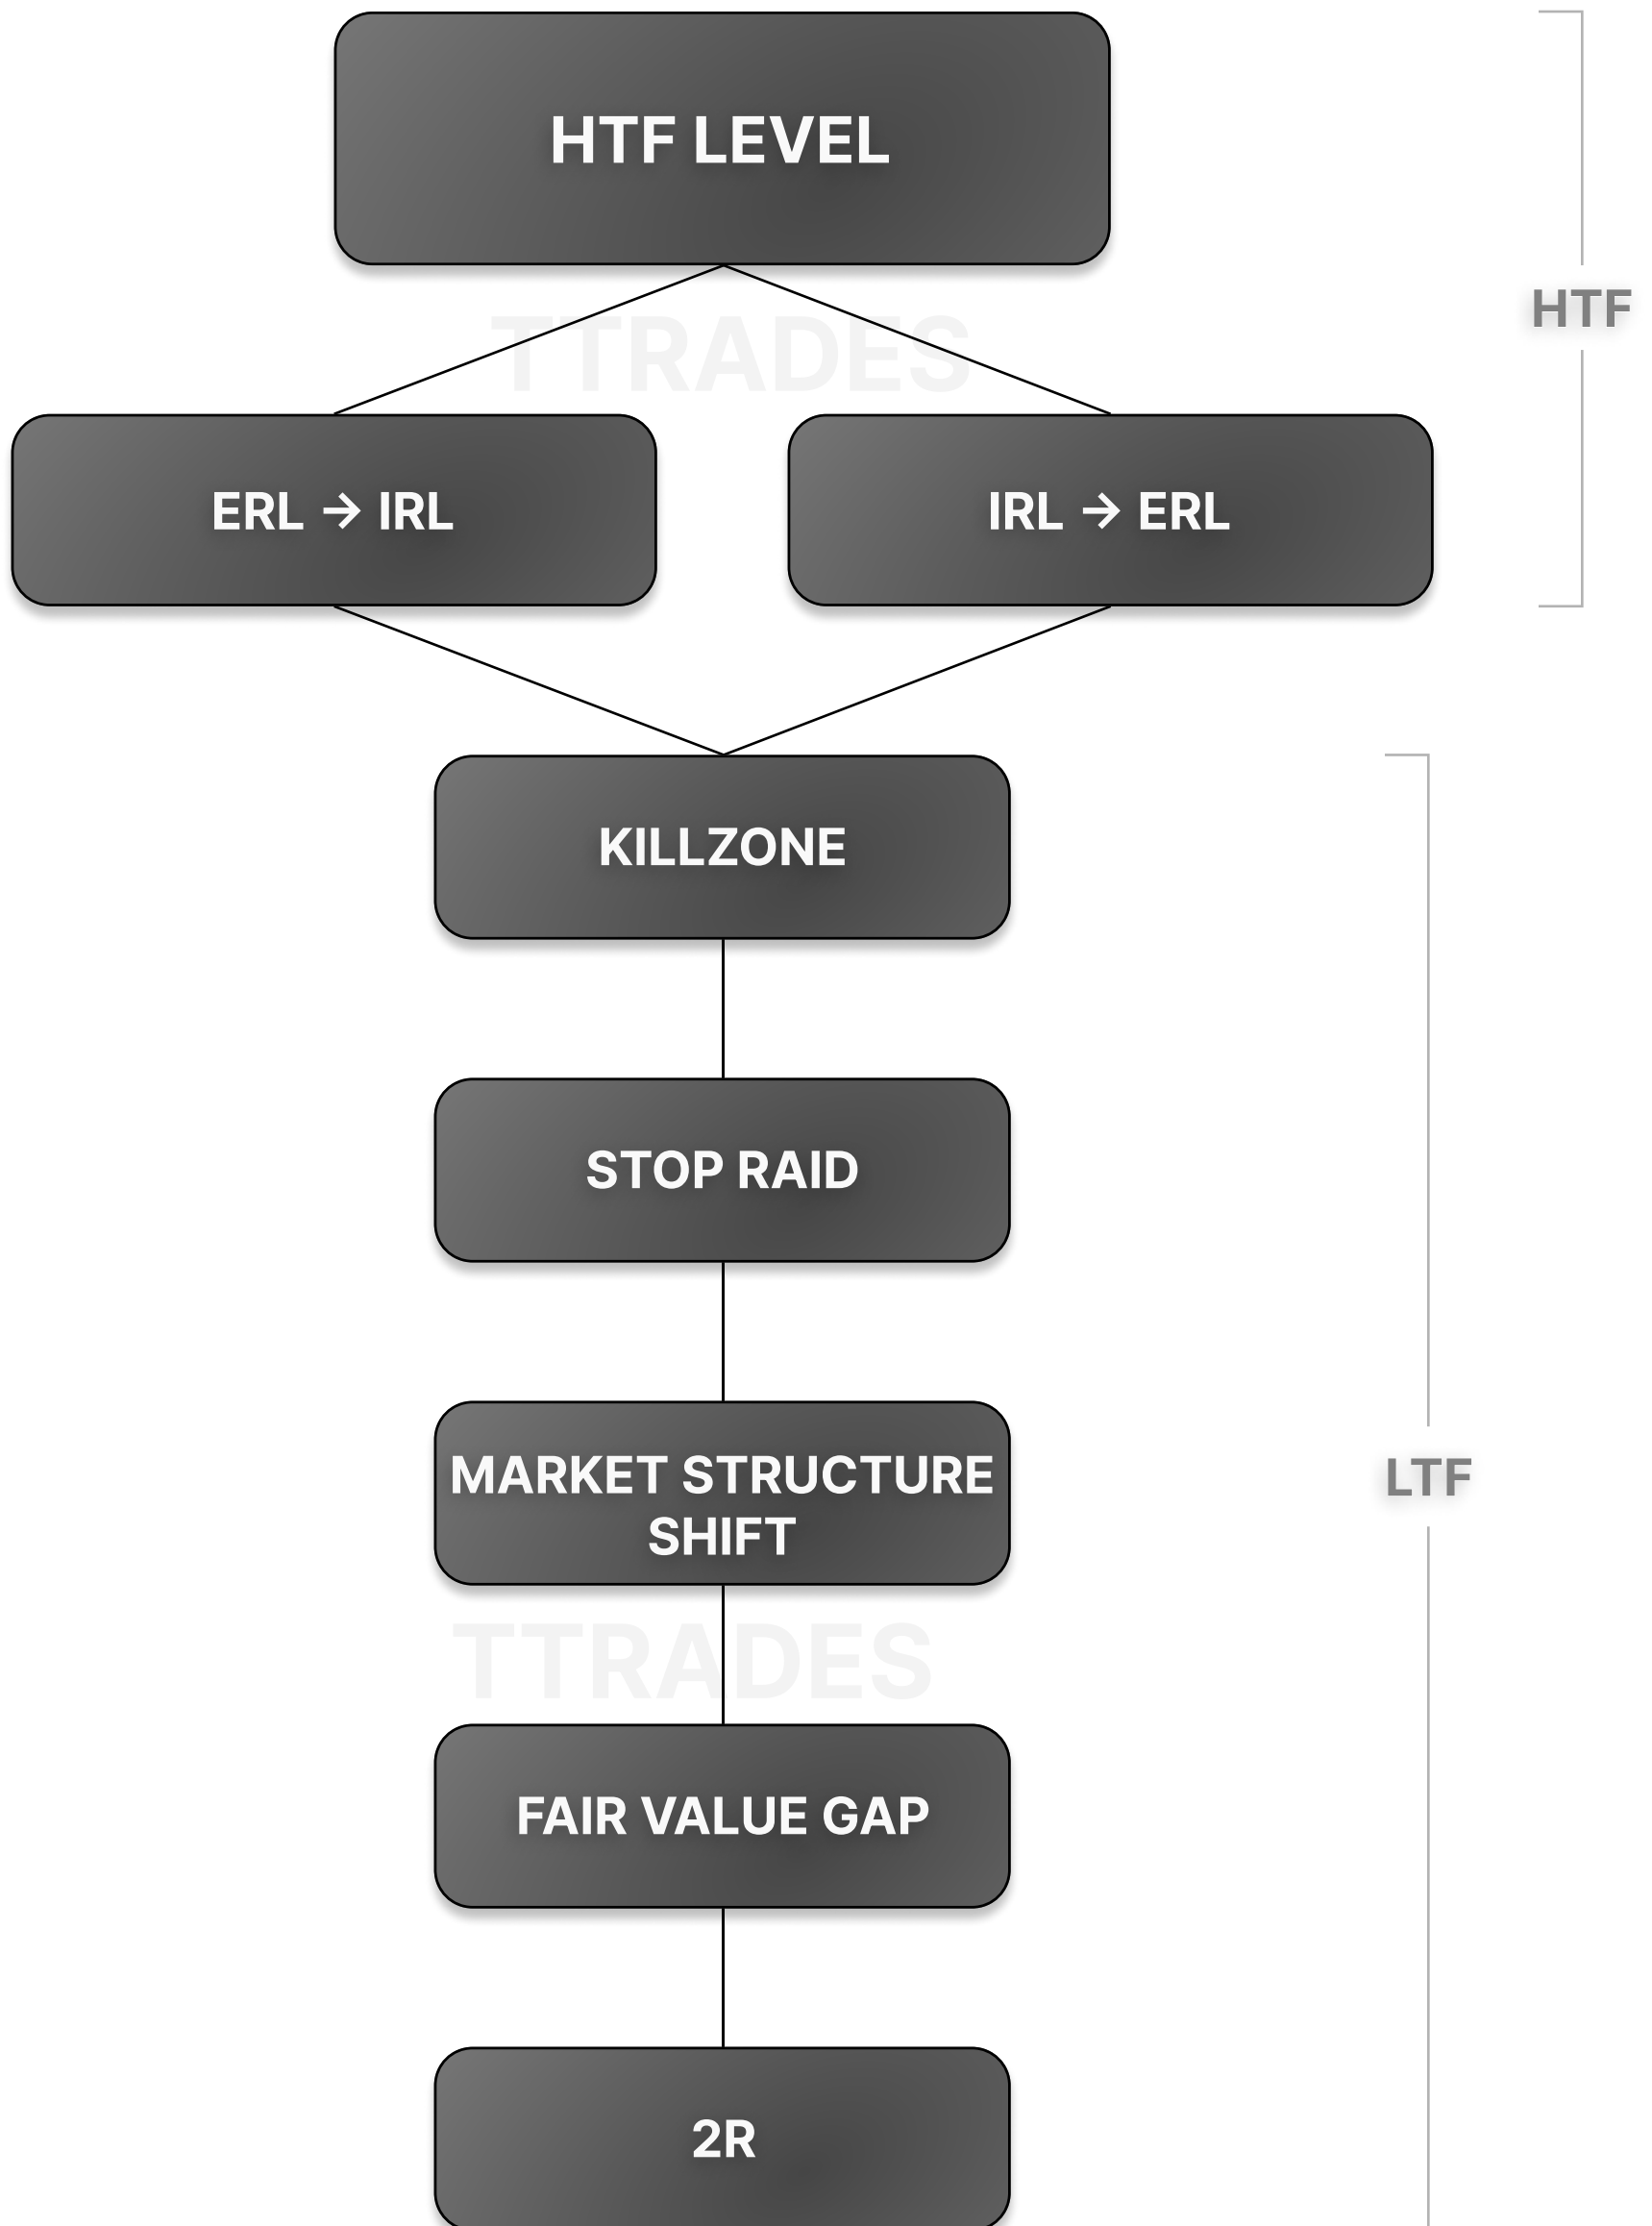 HTF LEVEL
HTF
TTRADES
ERL → IRL
IRL → ERL
KILLZONE
STOP RAID
MARKET STRUCTURE
SHIFT
LTF
TTRADES
FAIR VALUE GAP
2R